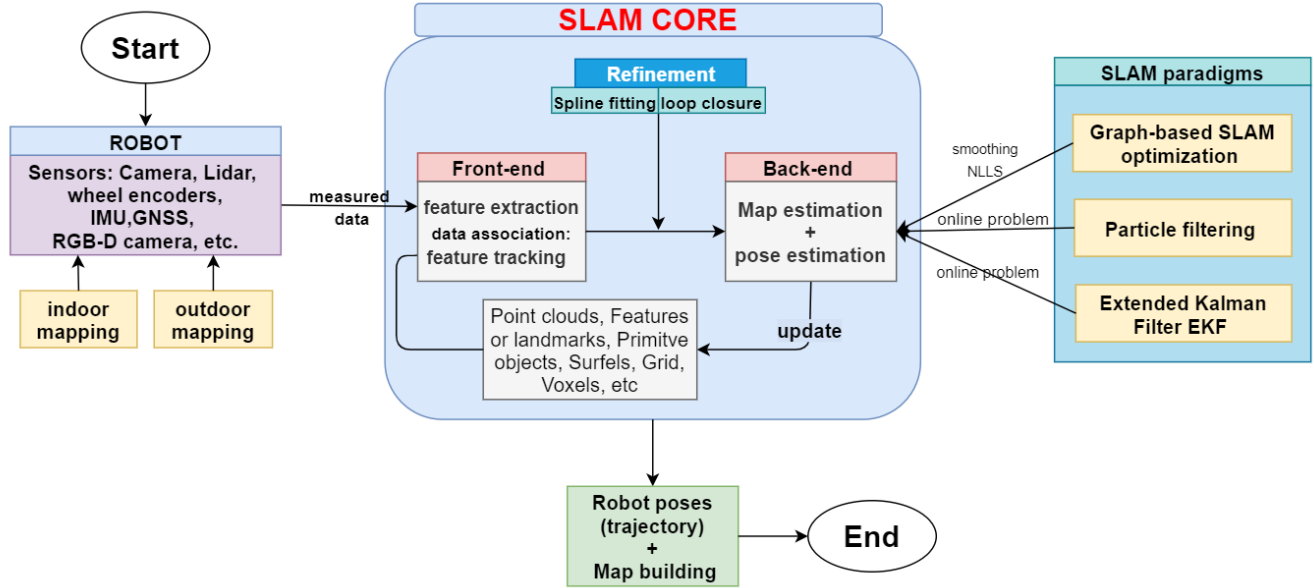 SLAM CORE
Start
Refinement
Spline fitting loop closure
SLAM paradigms
ROBOT
Sensors: Camera, Lidar,
wheel encoders,
IMU,GNSS,
RGB-D camera, etc.
indoor
mapping
outdoor
mapping
measured
data
Front-end
feature extraction
data association:
feature tracking
Back-end
Map estimation
+
pose estimation
smoothing
NLLS
online problem
online problem
Graph-based SLAM
optimization
Particle filtering
Extended Kalman
Filter EKF
Point clouds, Features
or landmarks, Primitve
objects, Surfels, Grid,
Voxels, etc
update
Robot poses
(trajectory)
+
Map building
End